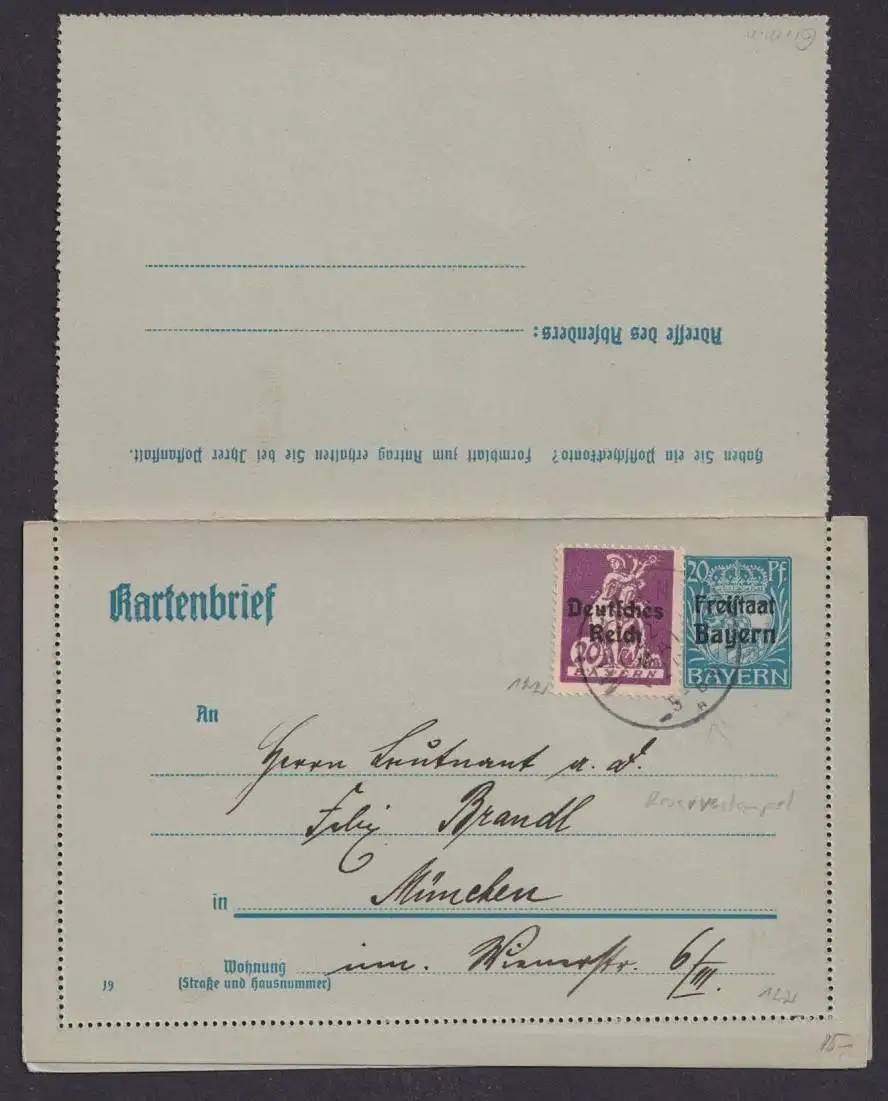 Adresse des Absenders:
Haben Sie ein Postscheckkonto? Formblatt zum Antrag erhalten Sie bei Ihrer Postanstalt.
Kartenbrief
Deutsches
Reich
20
BAYERN
20 Pf.
Freistaat
Bayern
BAYERN
An
Herrn Leutnant a. d.
Felix Brandl
Reservestempel
in München
Wohnung
(Straße und Hausnummer)
inn. Wienerstr. 6/III.
19
15-